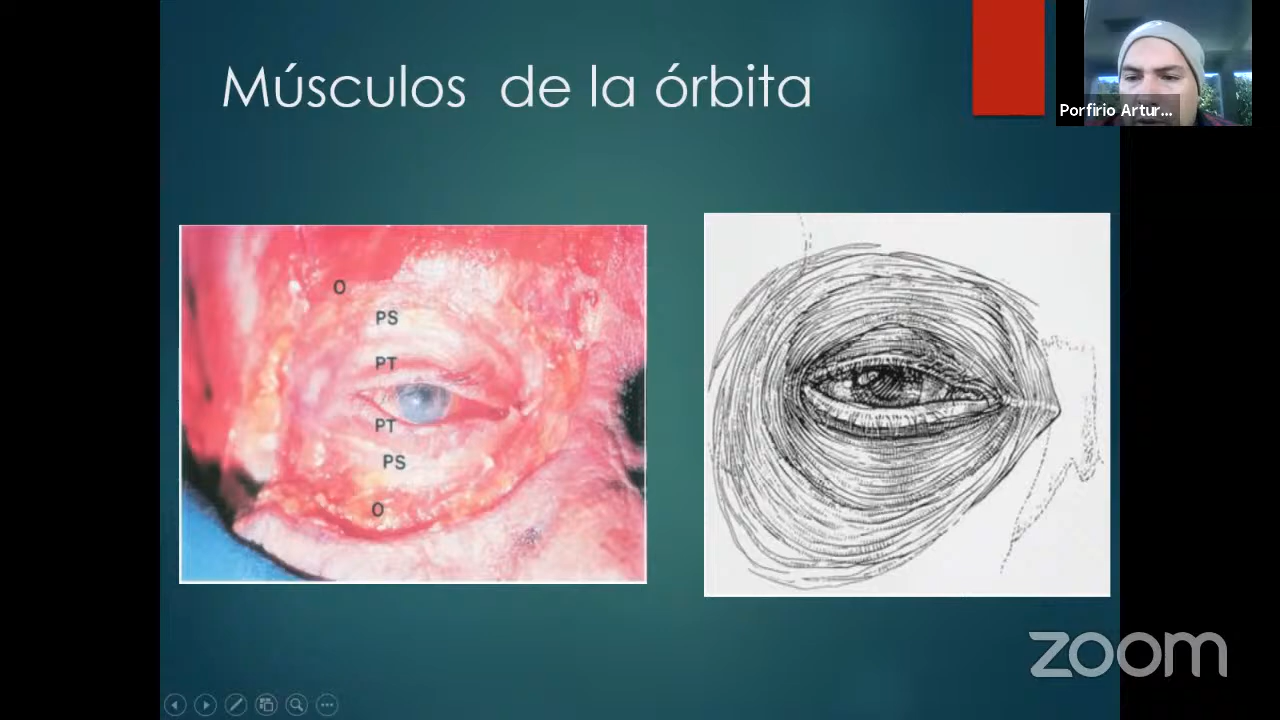 Músculos de la órbita
Porfirio Artur...
O
PS
PT
PT
PS
O
zoom